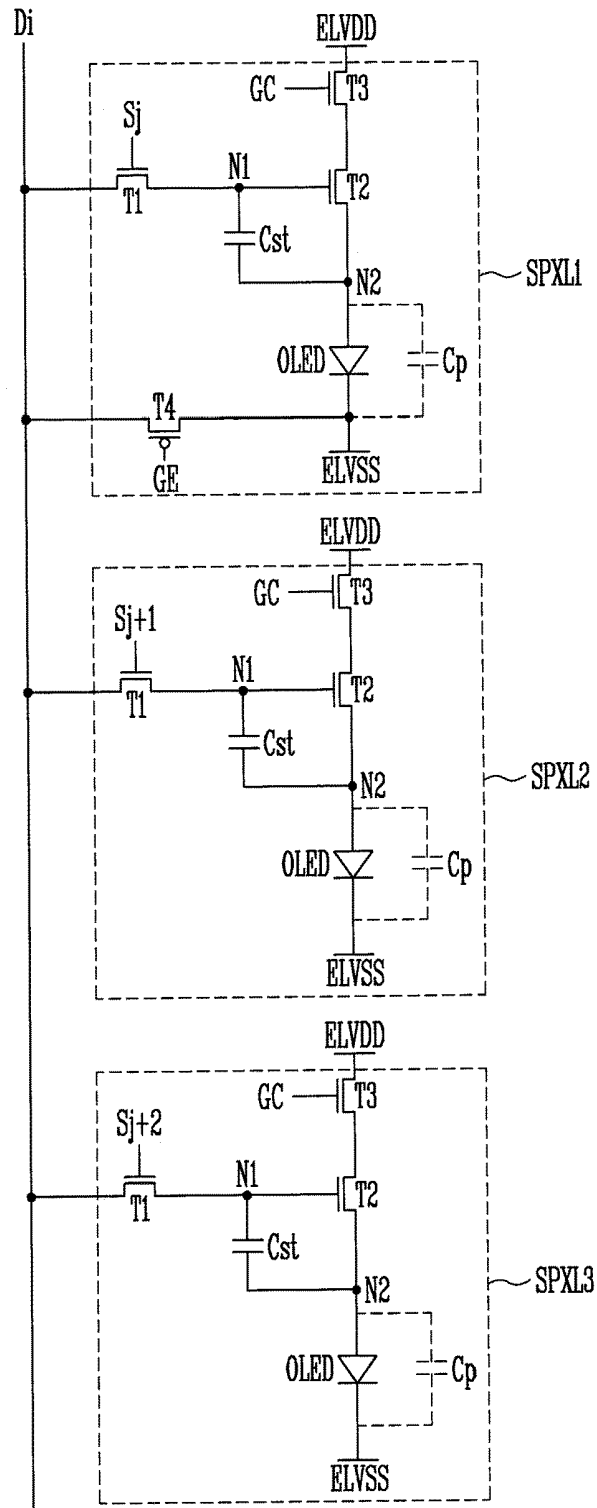 Di
ELVDD
GC
T3
Sj
N1
T1
T2
Cst
N2
SPXL1
OLED
Cp
T4
GE
ELVSS
ELVDD
GC
T3
Sj+1
N1
T1
T2
Cst
N2
SPXL2
OLED
Cp
ELVSS
ELVDD
GC
T3
Sj+2
N1
T1
T2
Cst
N2
SPXL3
OLED
Cp
ELVSS